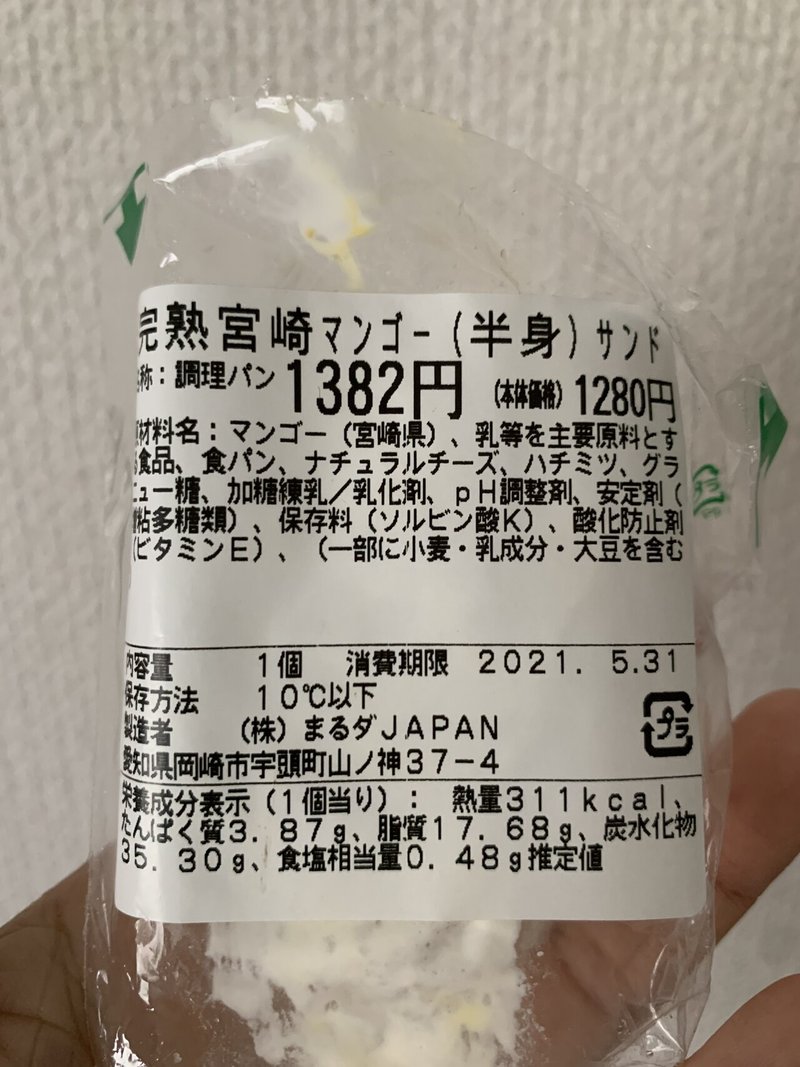 完熟宮崎マンゴー(半身)サンド
称：調理パン 1382円 (本体価格) 1280円
材料名：マンゴー（宮崎県）、乳等を主要原料とす
る食品、食パン、ナチュラルチーズ、ハチミツ、グラ
ニュー糖、加糖練乳／乳化剤、ｐＨ調整剤、安定剤（
増粘多糖類）、保存料（ソルビン酸Ｋ）、酸化防止剤
（ビタミンＥ）、（一部に小麦・乳成分・大豆を含む
内容量 １個 消費期限 ２０２１．５.３１
保存方法 １０℃以下
製造者 （株）まるダＪＡＰＡＮ
愛知県岡崎市宇頭町山ノ神３７－４
プラ
栄養成分表示（１個当り）：熱量３１１ｋｃａｌ、
たんぱく質３．８７ｇ、脂質１７．６８ｇ、炭水化物
３５．３０ｇ、食塩相当量０．４８ｇ推定値